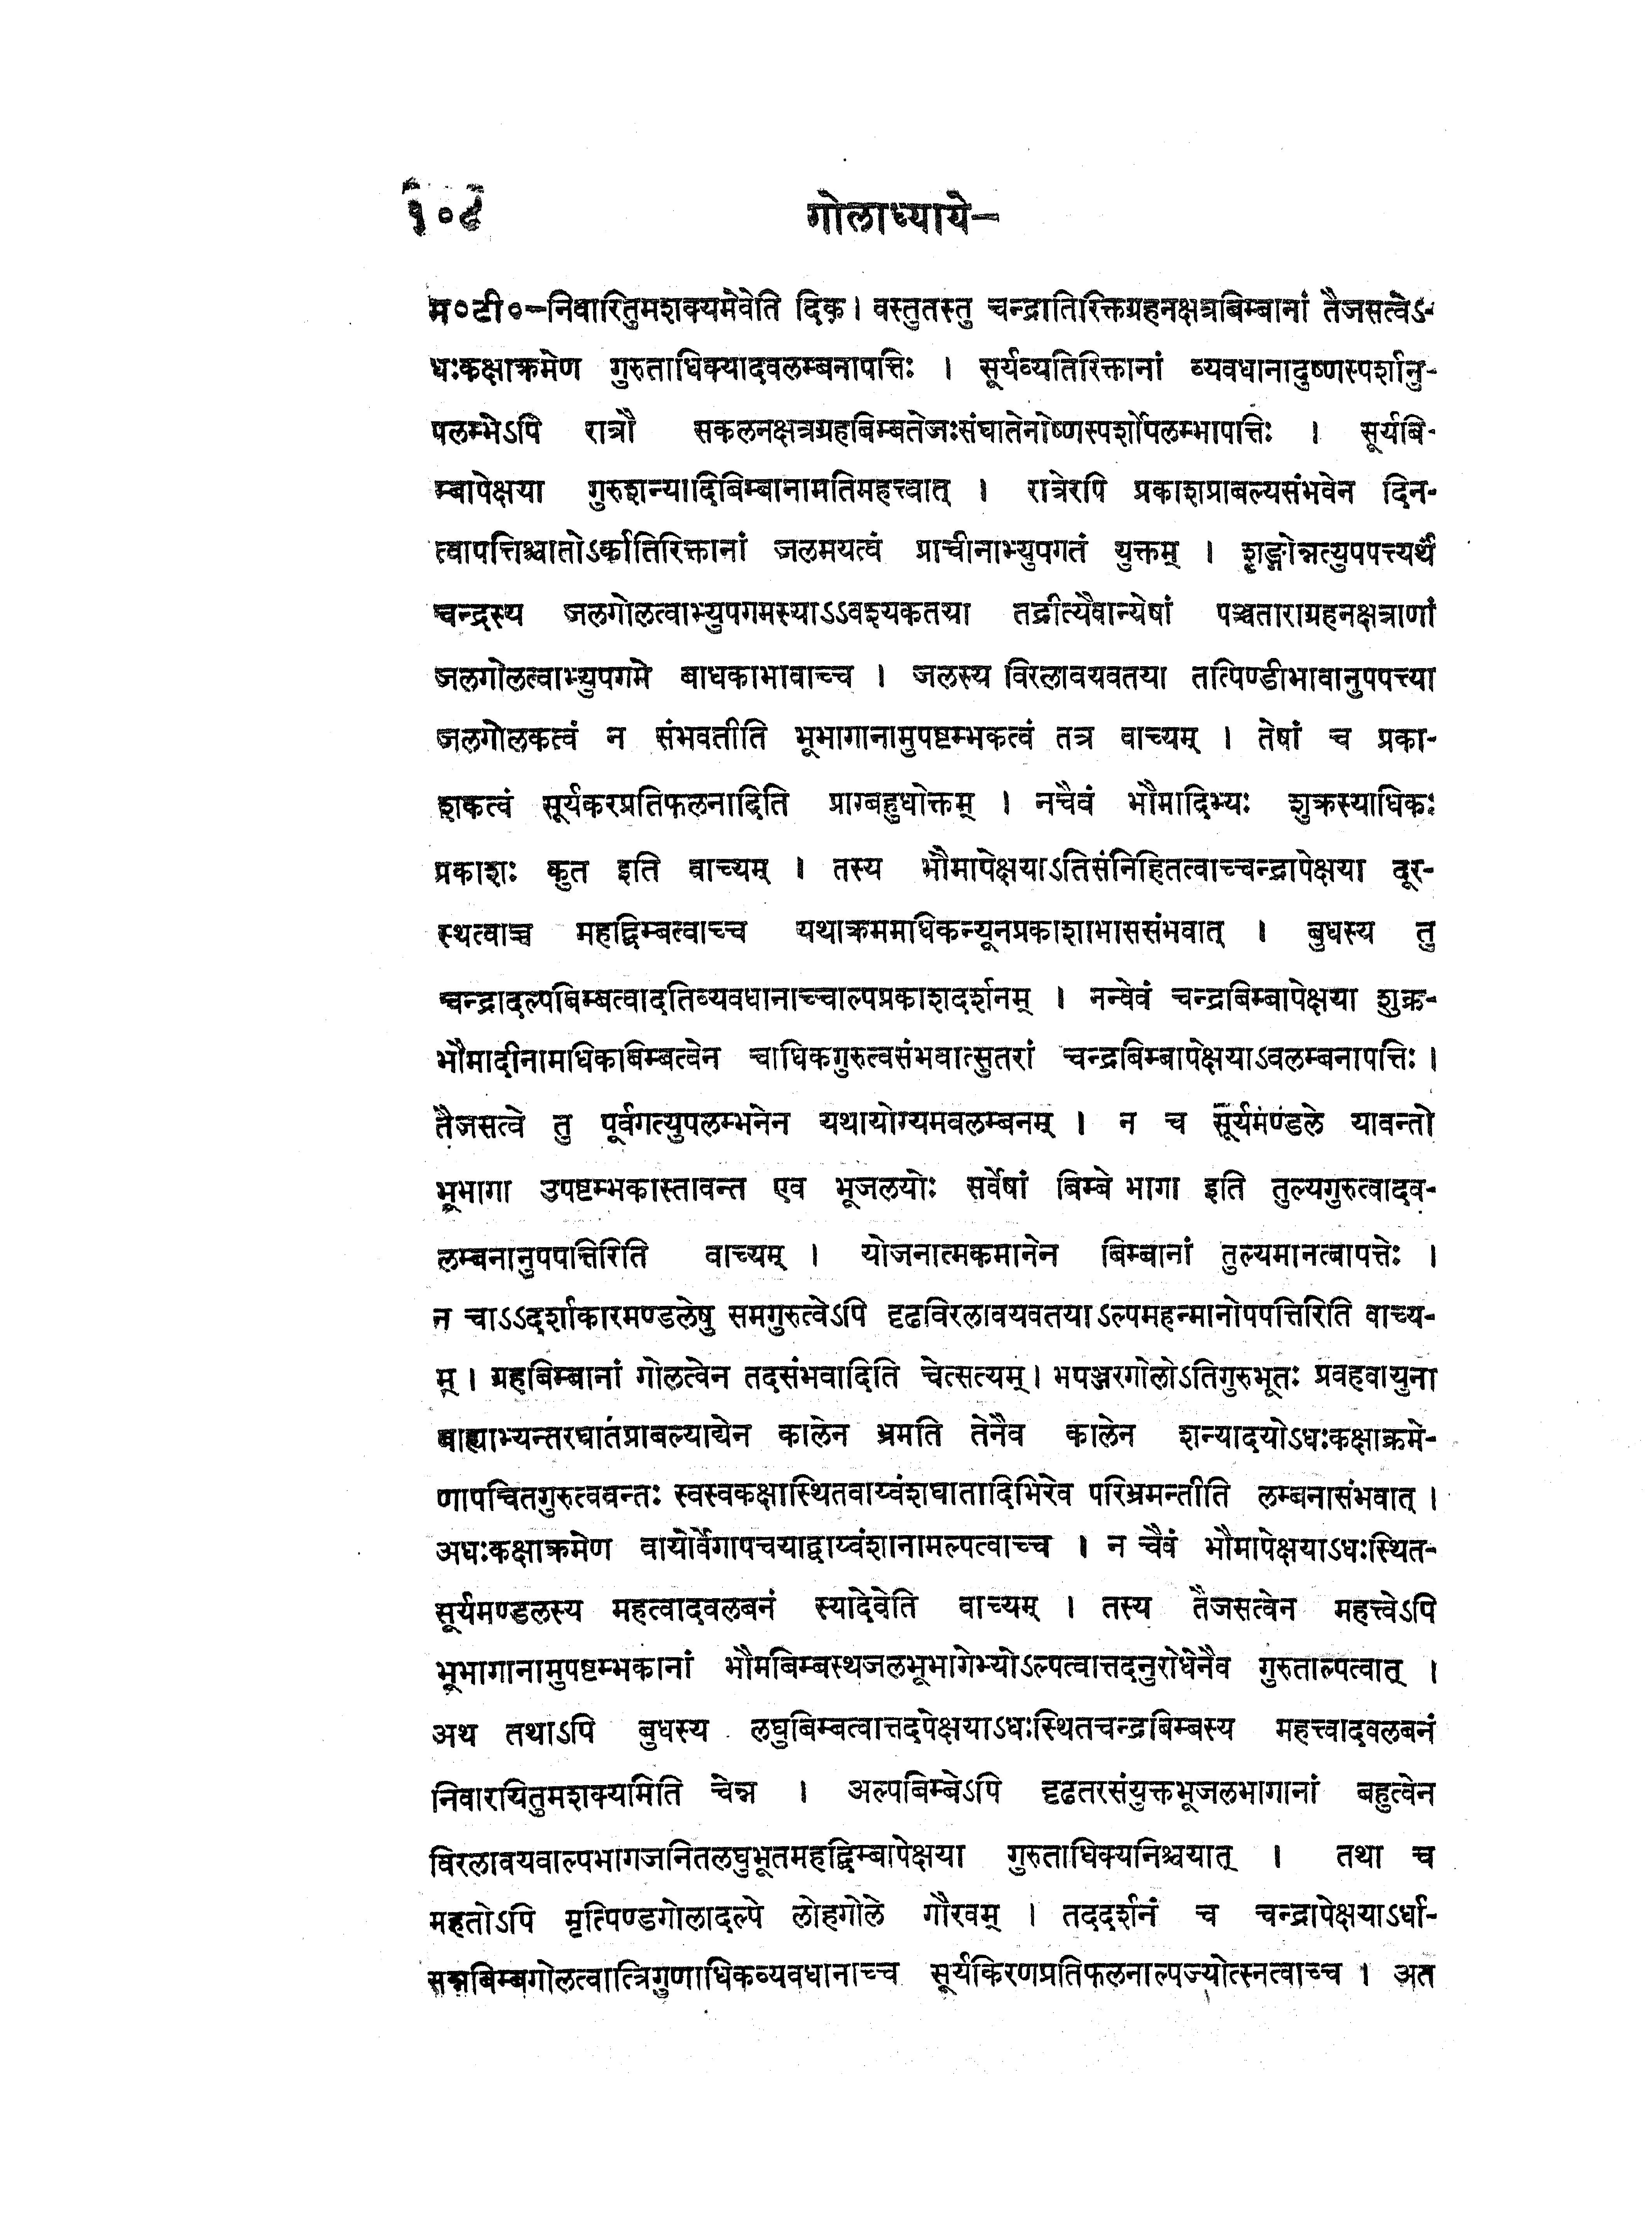 १०८ गोलाध्याये—
म०टी०—निवारितुमशक्यमेवेति दिक् । वस्तुतस्तु चन्द्रातिरिक्तग्रहनक्षत्रबिम्बानां तैजसत्वेऽ-
धःकक्षाक्रमेण गुरुताधिक्यादवलम्बनापत्तिः । सूर्यव्यतिरिक्तानां व्यवधानादुष्णस्पर्शानु-
पलम्भेऽपि रात्रौ सकलनक्षत्रग्रहबिम्बतेजःसंघातेनोष्णस्पर्शोपलम्भापत्तिः । सूर्यबि-
म्बापेक्षया गुरुशन्यादिबिम्बानामतिमहत्त्वात् । रात्रेरपि प्रकाशप्राबल्यसंभवेन दिन-
त्वापत्तिश्चातोऽर्कातिरिक्तानां जलमयत्वं प्राचीनाभ्युपगतं युक्तम् । शृङ्गोन्नत्युपपत्त्यर्थं
चन्द्रस्य जलगोलत्वाभ्युपगमस्याऽऽवश्यकतया तद्रीत्यैवान्येषां पञ्चताराग्रहनक्षत्राणां
जलगोलत्वाभ्युपगमे बाधकाभावाच्च । जलस्य विरलावयवतया तत्पिण्डीभावानुपपत्त्या
जलगोलकत्वं न संभवतीति भूभागानामुपष्टम्भकत्वं तत्र वाच्यम् । तेषां च प्रका-
शकत्वं सूर्यकरप्रतिफलनादिति प्राग्बहुधोक्तम् । नचैवं भौमादिभ्यः शुक्रस्याधिकः
प्रकाशः कुत इति वाच्यम् । तस्य भौमापेक्षयाऽतिसंनिहितत्वाच्चन्द्रापेक्षया दूर-
स्थत्वाच्च महद्बिम्बत्वाच्च यथाक्रममधिकन्यूनप्रकाशाभाससंभवात् । बुधस्य तु
चन्द्रादल्पबिम्बत्वादतिव्यवधानाच्चाल्पप्रकाशदर्शनम् । नन्वेवं चन्द्रबिम्बापेक्षया शुक्र-
भौमादीनामधिकबिम्बत्वेन चाधिकगुरुत्वसंभवात्सुतरां चन्द्रबिम्बापेक्षयाऽवलम्बनापत्तिः ।
तैजसत्वे तु पूर्वगत्युपलम्भनेन यथायोग्यमवलम्बनम् । न च सूर्यमण्डले यावन्तो
भूभागा उपष्टम्भकास्तावन्त एव भूजलयोः सर्वेषां बिम्बे भागा इति तुल्यगुरुत्वादव-
लम्बनानुपपत्तिरिति वाच्यम् । योजनात्मकमानेन बिम्बानां तुल्यमानत्वापत्तेः ।
न चाऽऽदर्शाकारमण्डलेषु समगुरुत्वेऽपि दृढविरलावयवतयाऽल्पमहन्मानोपपत्तिरिति वाच्य-
म् । ग्रहबिम्बानां गोलत्वेन तदसंभवादिति चेत्सत्यम् । भपञ्जरगोलोऽतिगुरुभूतः प्रवहवायुना
बाह्याभ्यन्तरघातप्राबल्याद्येन कालेन भ्रमति तेनैव कालेन शन्यादयोऽधःकक्षाक्रमे-
णापचितगुरुत्ववन्तः स्वस्वकक्षास्थितवाय्वंशघातादिभिरेव परिभ्रमन्तीति लम्बनासंभवात् ।
अधःकक्षाक्रमेण वायोर्वेगापचयाद्वाय्वंशानामल्पत्वाच्च । न चैवं भौमापेक्षयाऽधःस्थित-
सूर्यमण्डलस्य महत्वादवलबनं स्यादेवेति वाच्यम् । तस्य तैजसत्वेन महत्त्वेऽपि
भूभागानामुपष्टम्भकानां भौमबिम्बस्थजलभूभागेभ्योऽल्पत्वात्तदनुरोधेनैव गुरुताल्पत्वात् ।
अथ तथाऽपि बुधस्य लघुबिम्बत्वात्तदपेक्षयाऽधःस्थितचन्द्रबिम्बस्य महत्त्वादवलबनं
निवारयितुमशक्यमिति चेन्न । अल्पबिम्बेऽपि दृढतरसंयुक्तभूजलभागानां बहुत्वेन
विरलावयवाल्पभागजनितलघुभूतमहद्बिम्बापेक्षया गुरुताधिक्यनिश्चयात् । तथा च
महतोऽपि मृत्पिण्डगोलादल्पे लोहगोले गौरवम् । तददर्शनं च चन्द्रापेक्षयाऽर्धा-
सन्नबिम्बगोलत्वात्त्रिगुणाधिकव्यवधानाच्च सूर्यकिरणप्रतिफलनाल्पज्योत्स्नत्वाच्च । अत